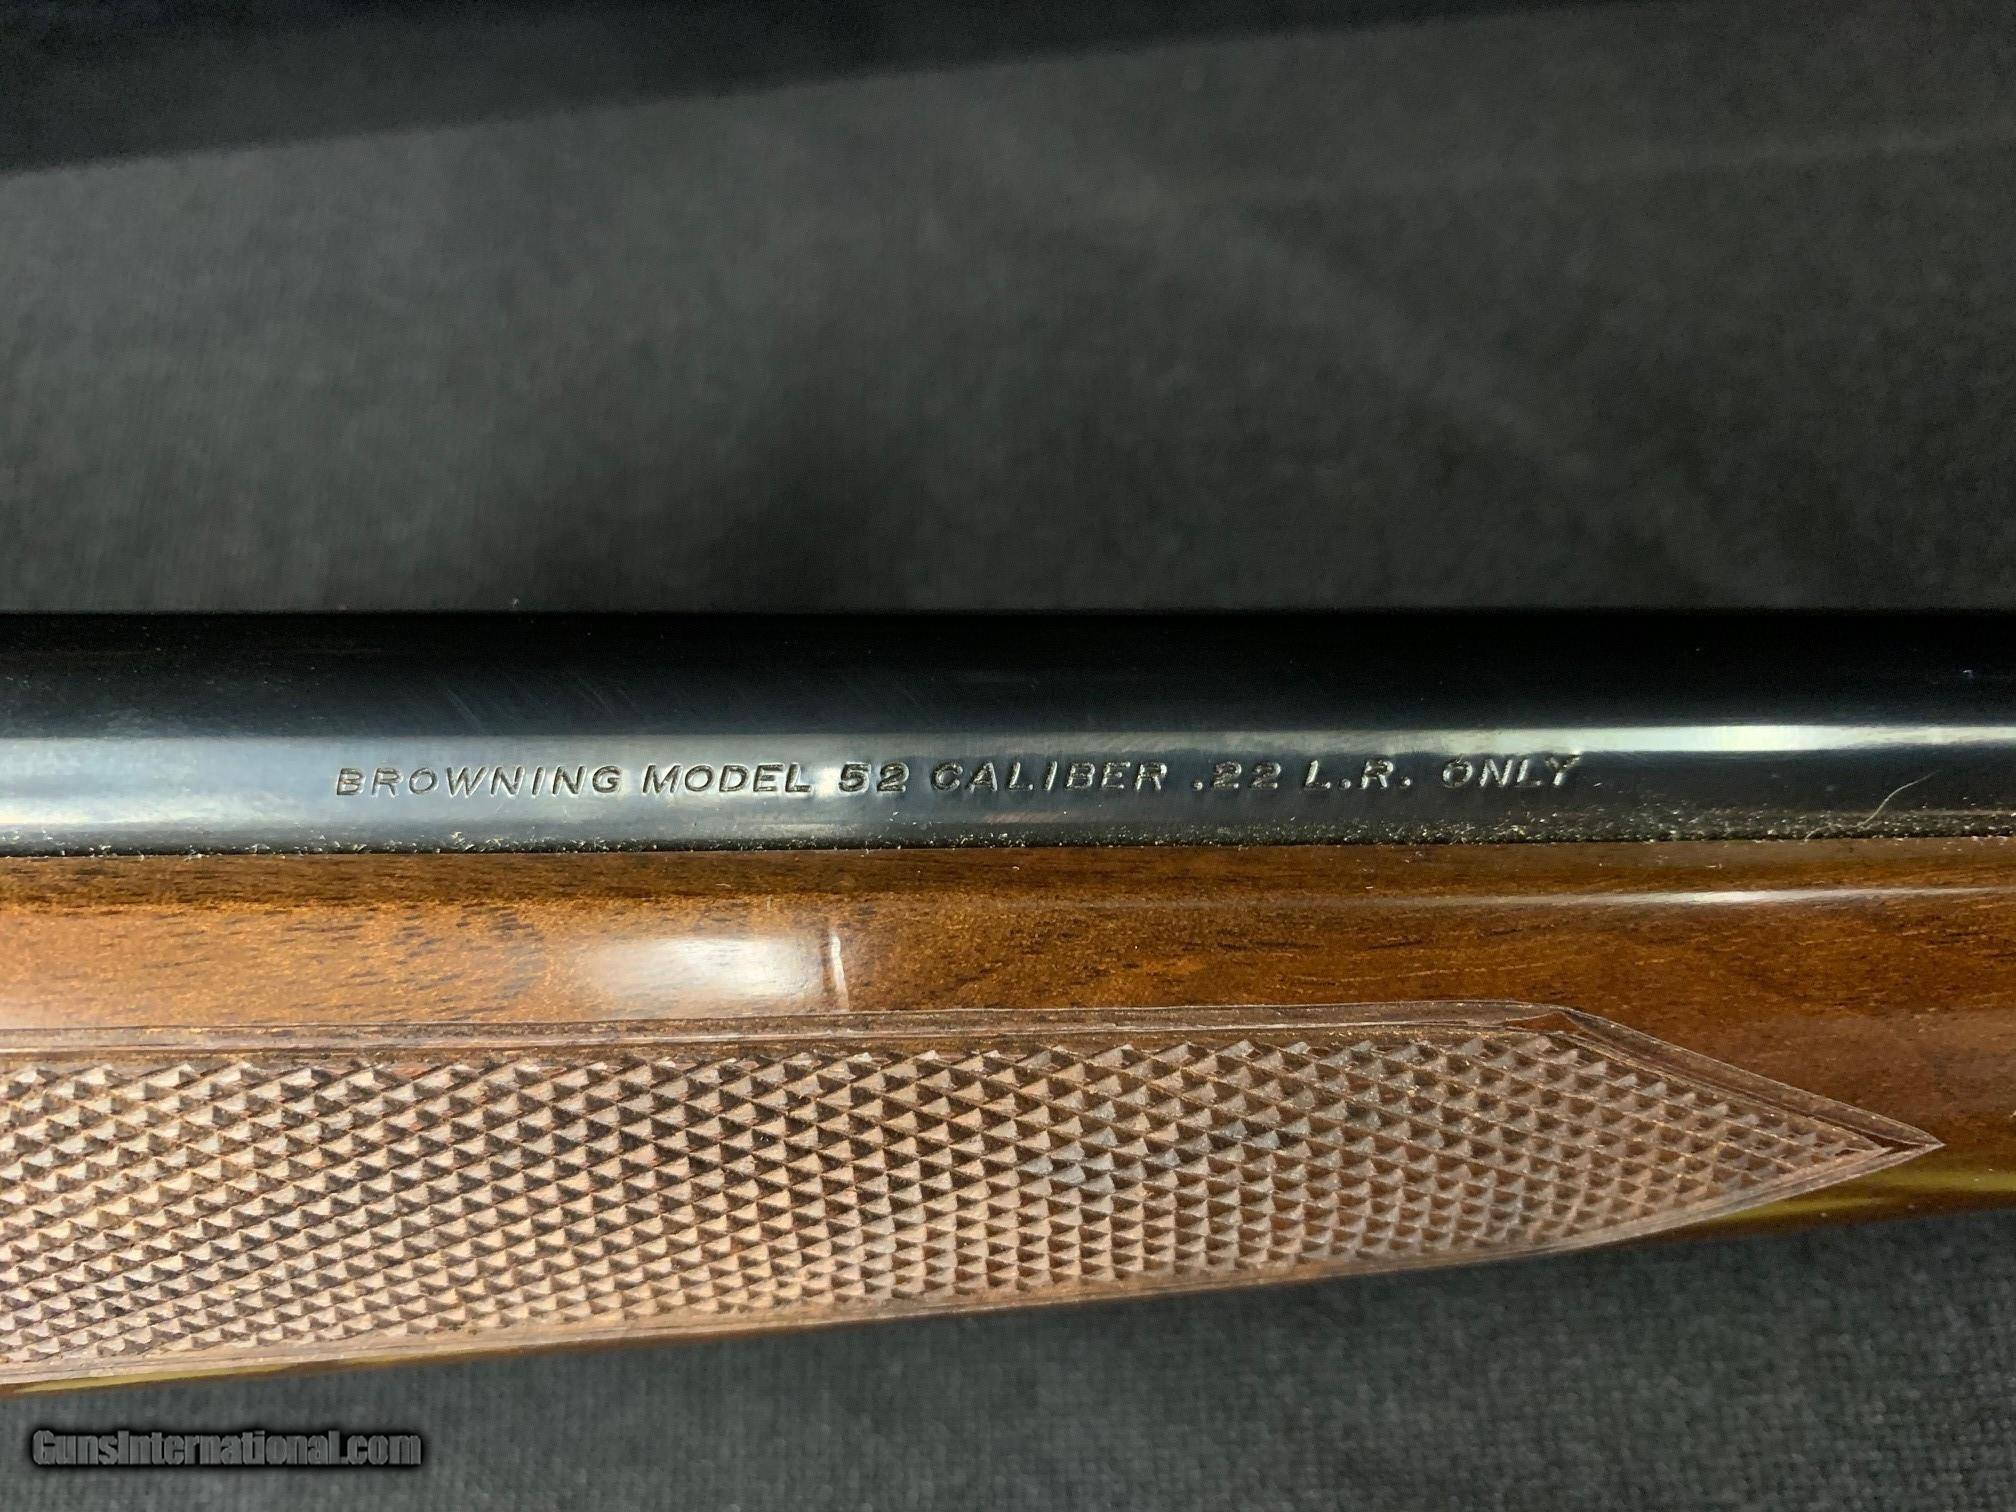 BROWNING MODEL 52 CALIBER .22 L.R. ONLY
GunsInternational.com